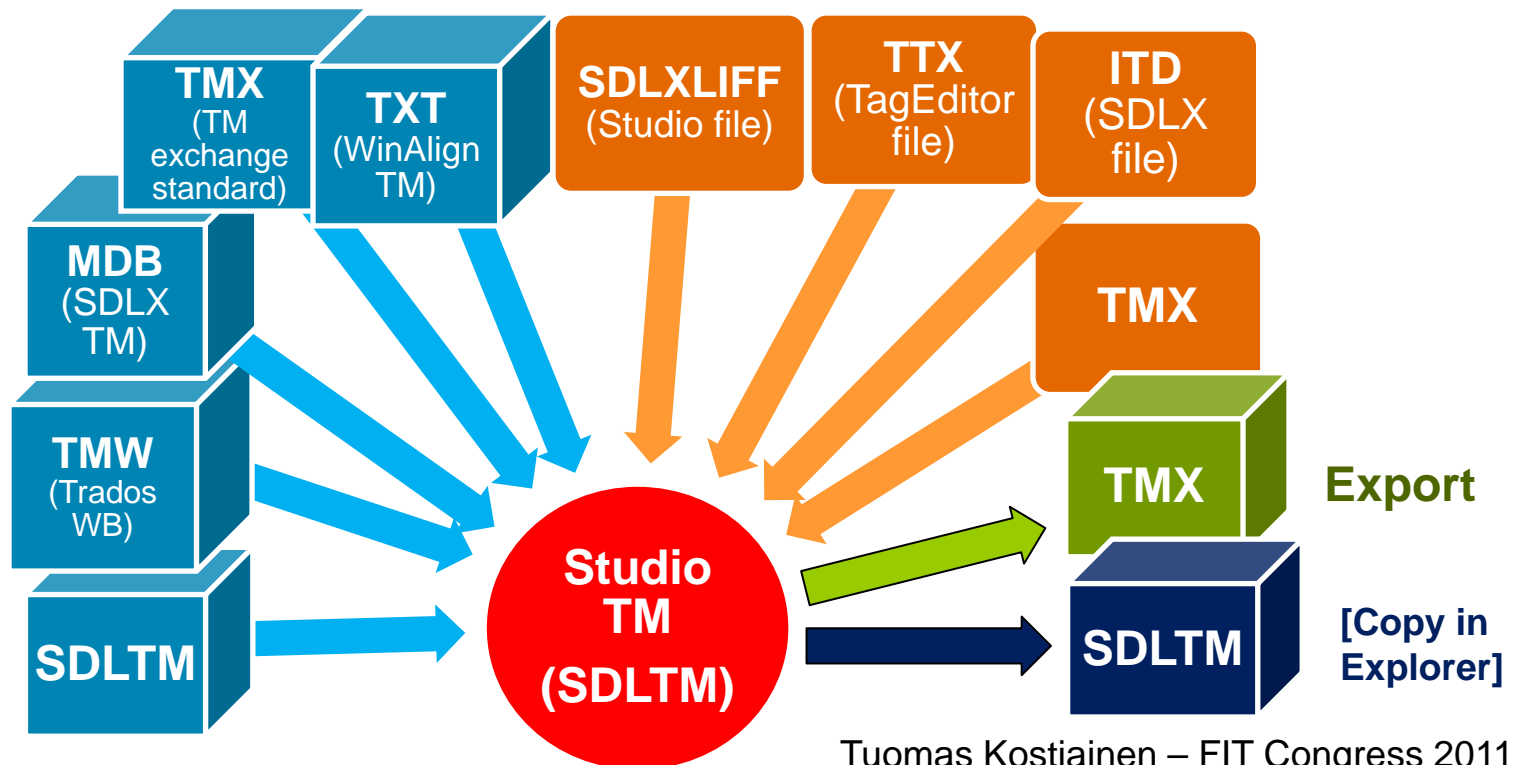 TMX
(TM
exchange
standard)
TXT
(WinAlign
TM)
SDLXLIFF
(Studio file)
TTX
(TagEditor
file)
ITD
(SDLX
file)
MDB
(SDLX
TM)
TMX
TMW
(Trados
WB)
TMX
Export
SDLTM
Studio
TM
(SDLTM)
SDLTM
[Copy in
Explorer]
Tuomas Kostiainen – FIT Congress 2011